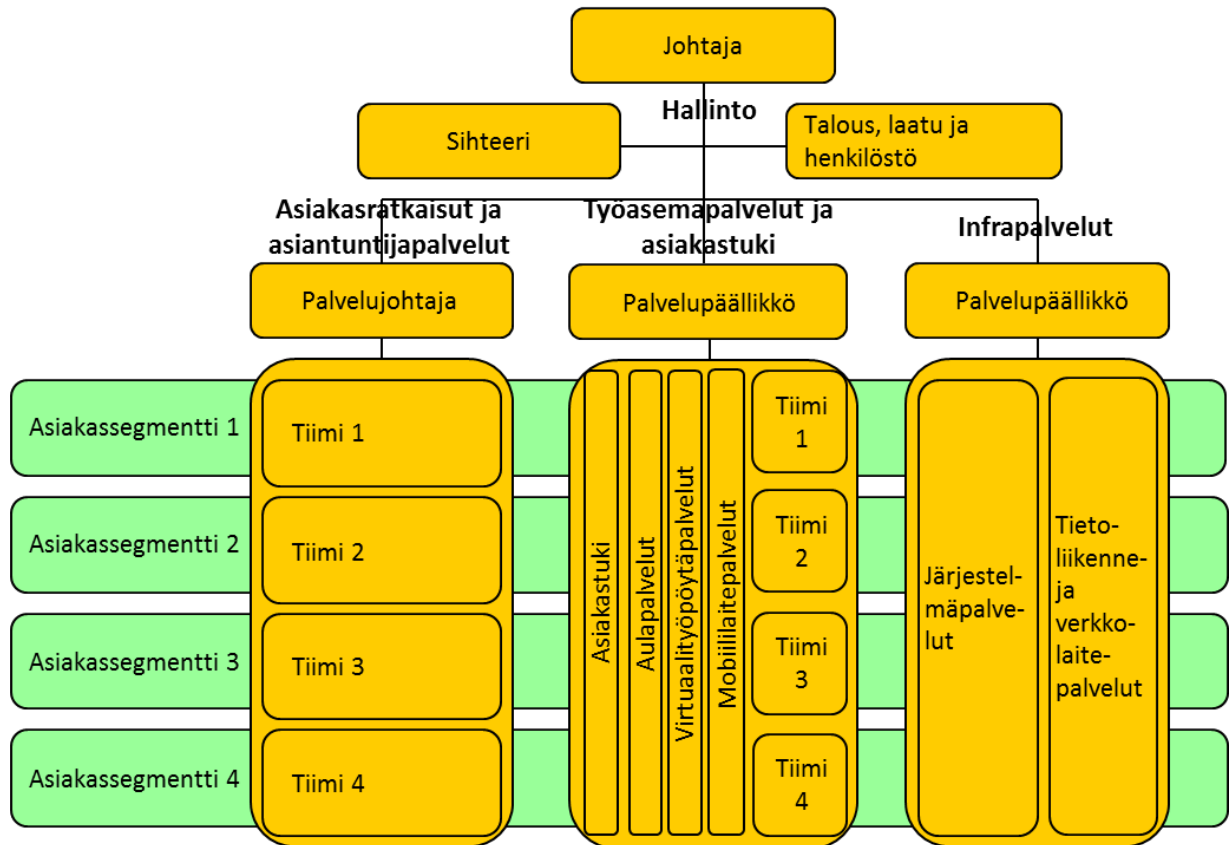 Johtaja
Hallinto
Sihteeri
Talous, laatu ja
henkilöstö
Asiakasratkaisut ja
asiantuntijapalvelut
Työasemapalvelut ja
asiakastuki
Infrapalvelut
Palvelujohtaja
Palvelupäällikkö
Palvelupäällikkö
Asiakassegmentti 1
Asiakassegmentti 2
Asiakassegmentti 3
Asiakassegmentti 4
Tiimi 1
Tiimi 2
Tiimi 3
Tiimi 4
Asiakastuki
Aulapalvelut
Virtuaalityöpöytäpalvelut
Mobiililaitepalvelut
Tiimi
1
Tiimi
2
Tiimi
3
Tiimi
4
Järjestel-
mäpalve-
lut
Tieto-
liikenne-
ja
verkko-
laite-
palvelut